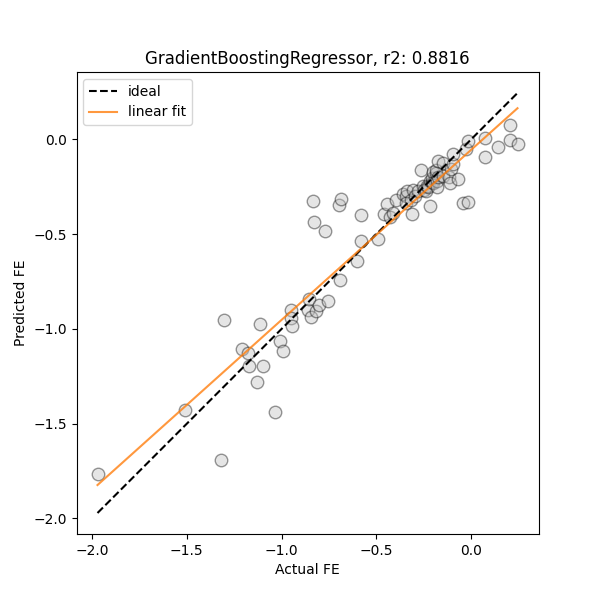 GradientBoostingRegressor, r2: 0.8816
ideal
linear fit
0.0
−0.5
−1.0
−1.5
−2.0
Predicted FE
−2.0
−1.5
−1.0
−0.5
0.0
Actual FE